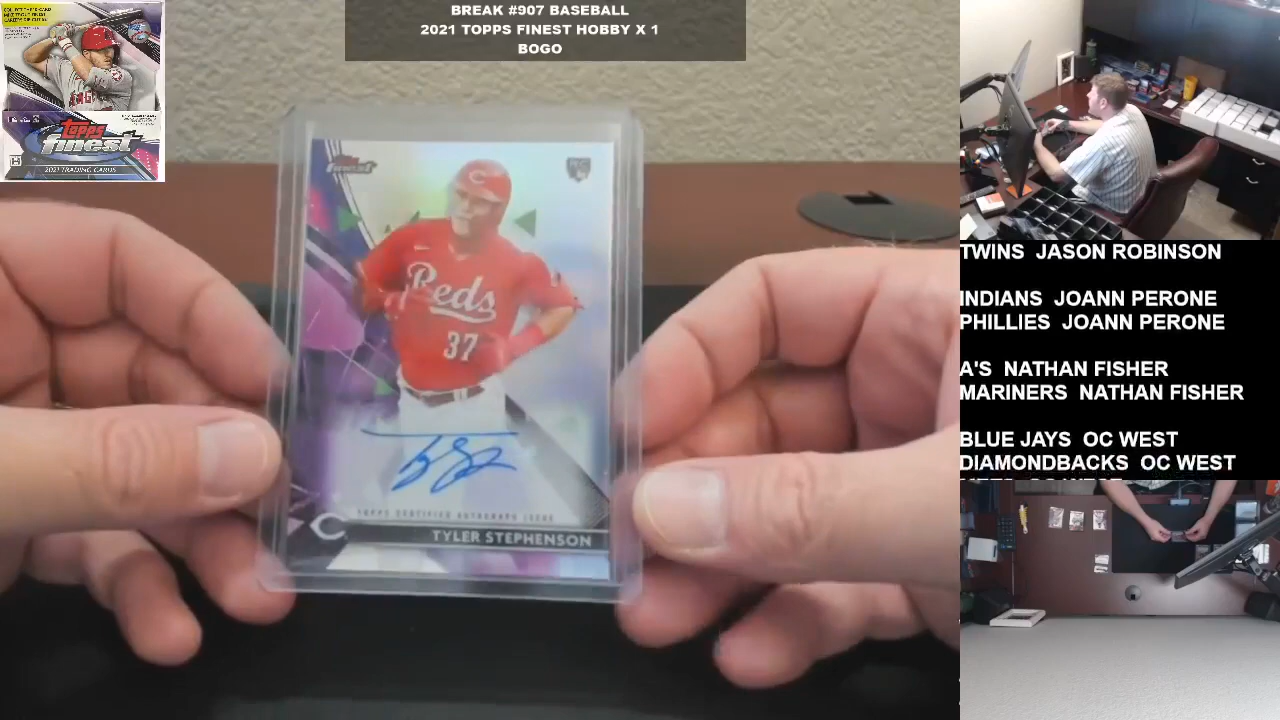 BREAK #907 BASEBALL
2021 TOPPS FINEST HOBBY X 1
BOGO
topps
finest
2021 TRADING CARDS
finest
RC
C
Reds
37
TOPPS CERTIFIED AUTOGRAPH ISSUE
C
TYLER STEPHENSON
TWINS JASON ROBINSON
INDIANS JOANN PERONE
PHILLIES JOANN PERONE
A'S NATHAN FISHER
MARINERS NATHAN FISHER
BLUE JAYS OC WEST
DIAMONDBACKS OC WEST